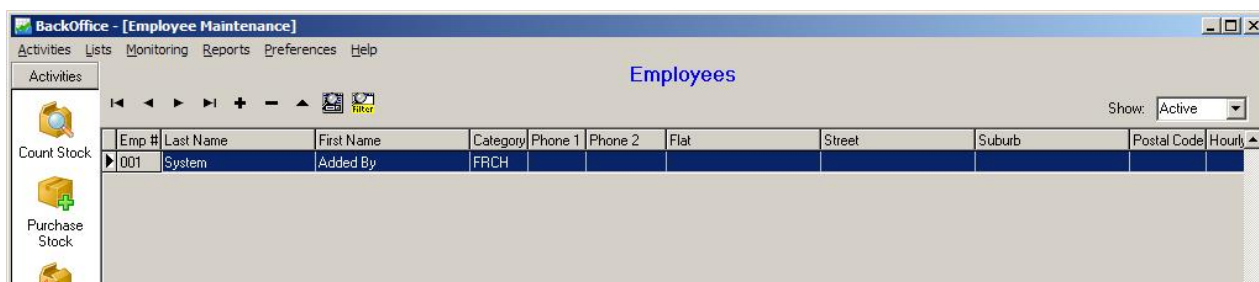 BackOffice - [Employee Maintenance]
Activities Lists Monitoring Reports Preferences Help
Activities
Employees
Filter
Show: Active
Emp # Last Name First Name Category Phone 1 Phone 2 Flat Street Suburb Postal Code Hourly
001 System Added By FRCH
Count Stock
Purchase
Stock